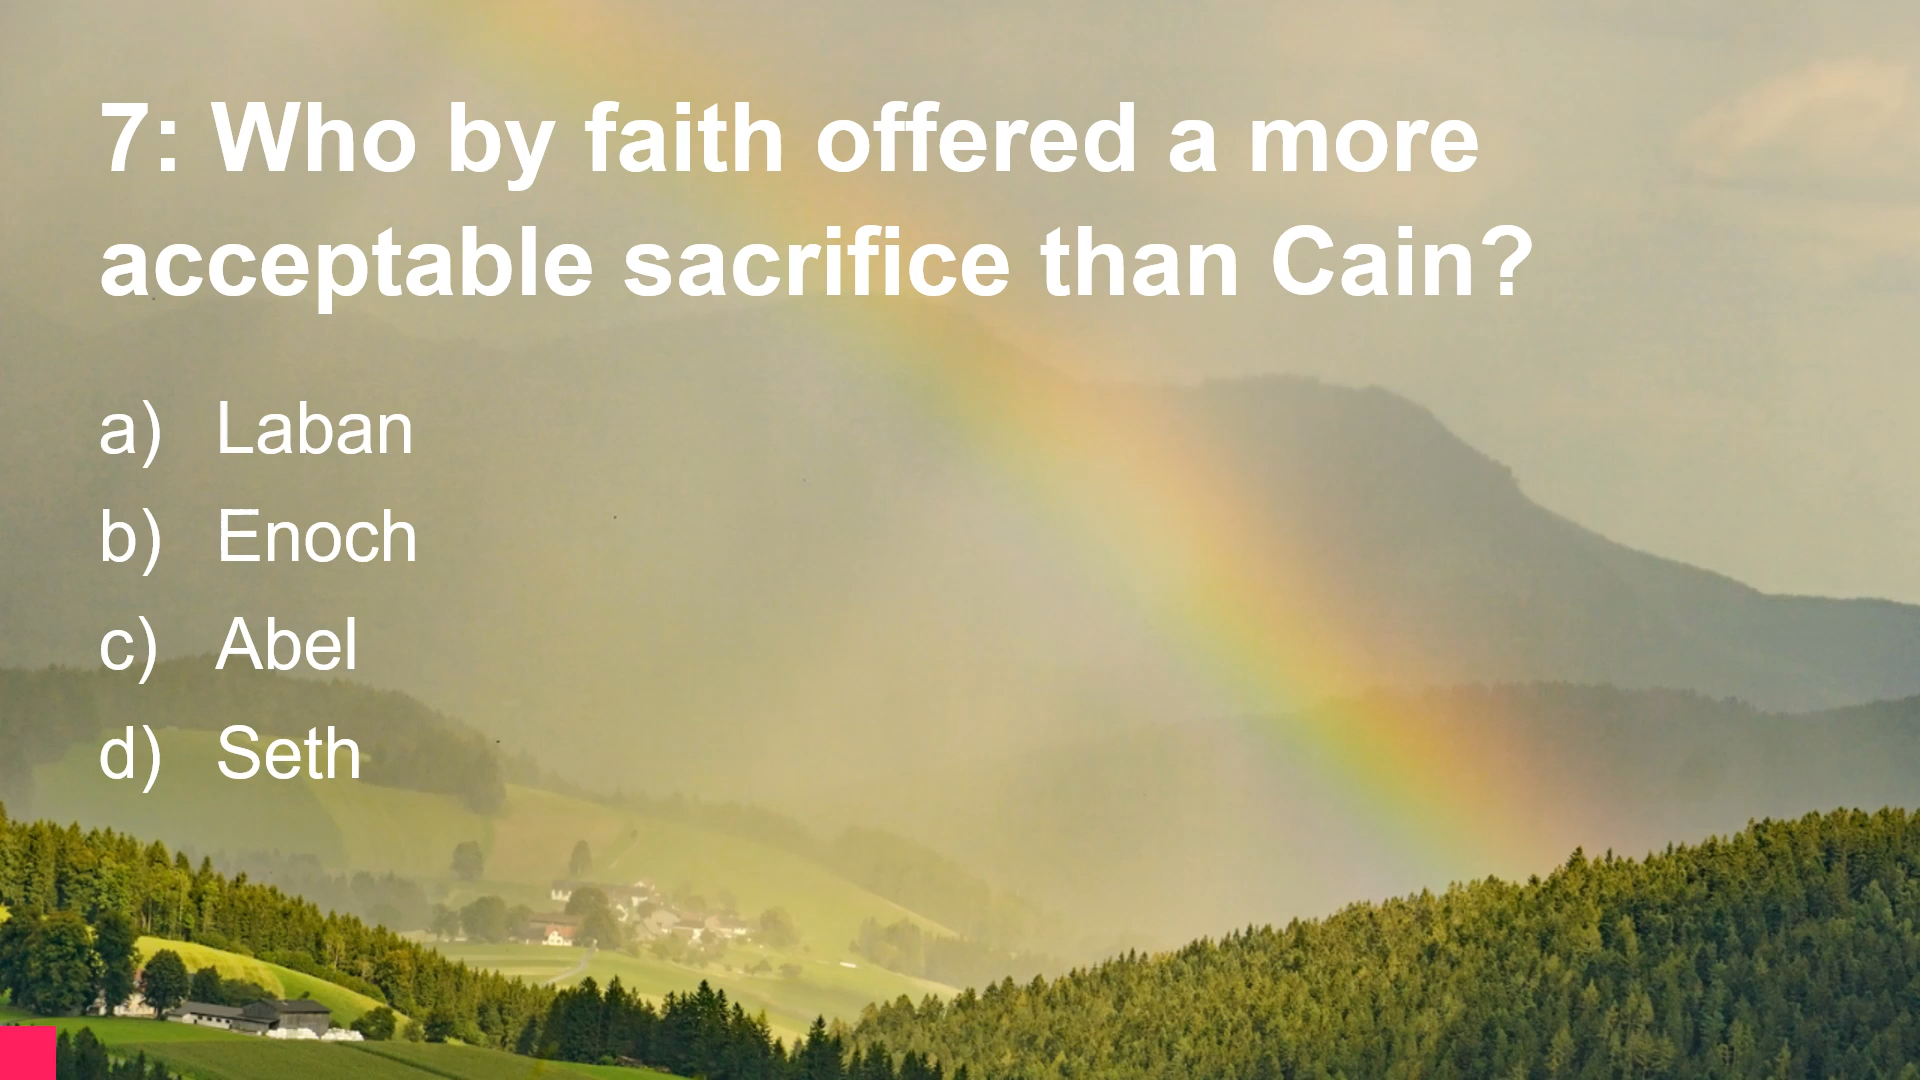 7: Who by faith offered a more
acceptable sacrifice than Cain?
a) Laban
b) Enoch
c) Abel
d) Seth